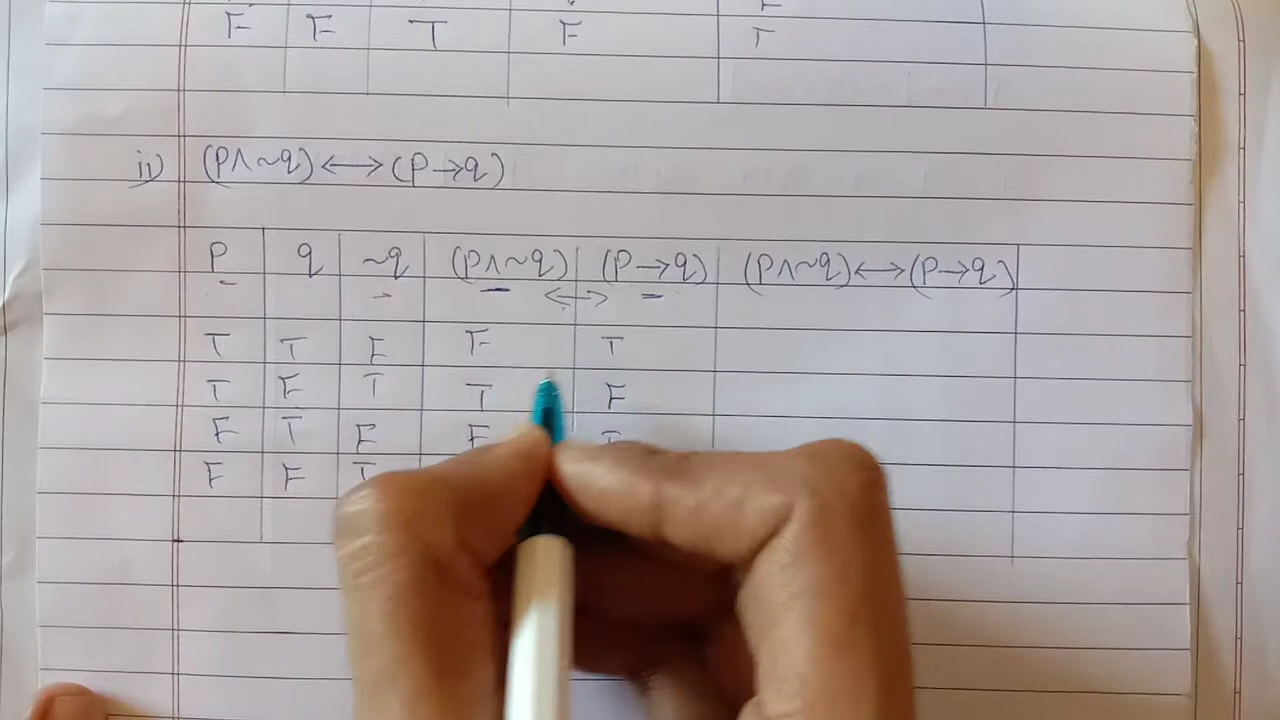 F F T F T
ii) (P∧~q)⟷(P→q)
P q ~q (P∧~q) (P→q) (P∧~q)⟷(P→q)
⟷
T T F F T
T F T T F
F T F F
F F T